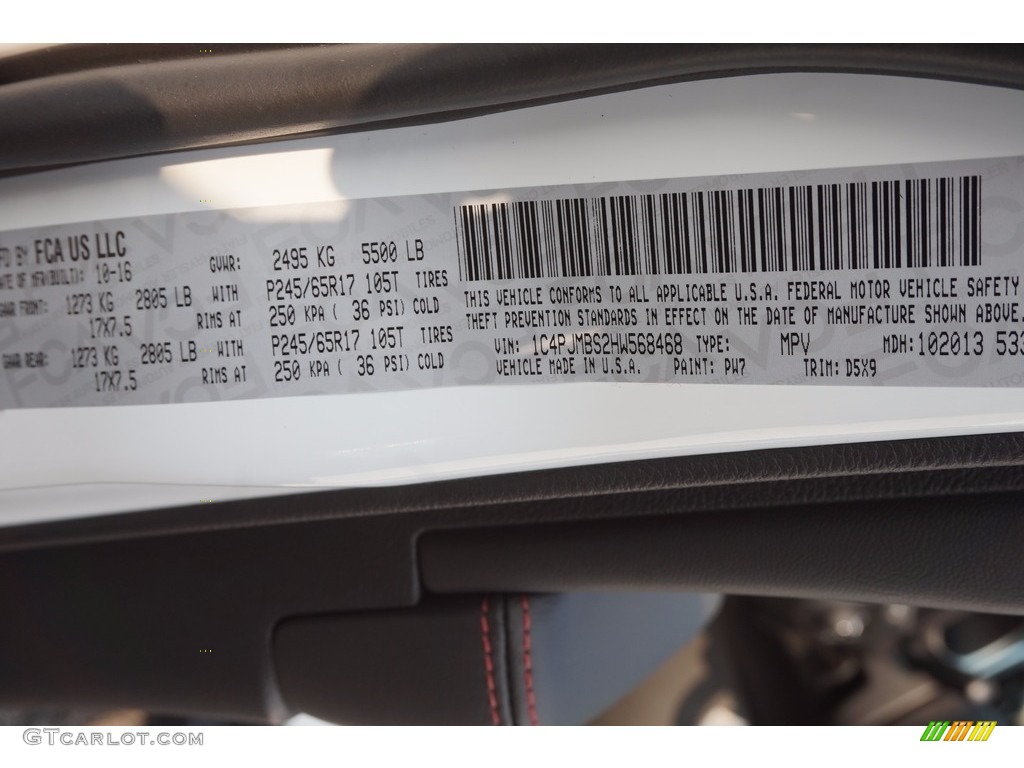 FD BY FCA US LLC
DATE OF MFR(BUILT): 10-16 GVWR: 2495 KG 5500 LB
GAWR FRONT: 1273 KG 2805 LB WITH P245/65R17 105T TIRES
17X7.5 RIMS AT 250 KPA ( 36 PSI) COLD
GAWR REAR: 1273 KG 2805 LB WITH P245/65R17 105T TIRES
17X7.5 RIMS AT 250 KPA ( 36 PSI) COLD
THIS VEHICLE CONFORMS TO ALL APPLICABLE U.S.A. FEDERAL MOTOR VEHICLE SAFETY
THEFT PREVENTION STANDARDS IN EFFECT ON THE DATE OF MANUFACTURE SHOWN ABOVE.
VIN: 1C4PJMBS2HW568468 TYPE: MPV MDH: 102013 533
VEHICLE MADE IN U.S.A. PAINT: PW7 TRIM: D5X9
GTCarLot.com